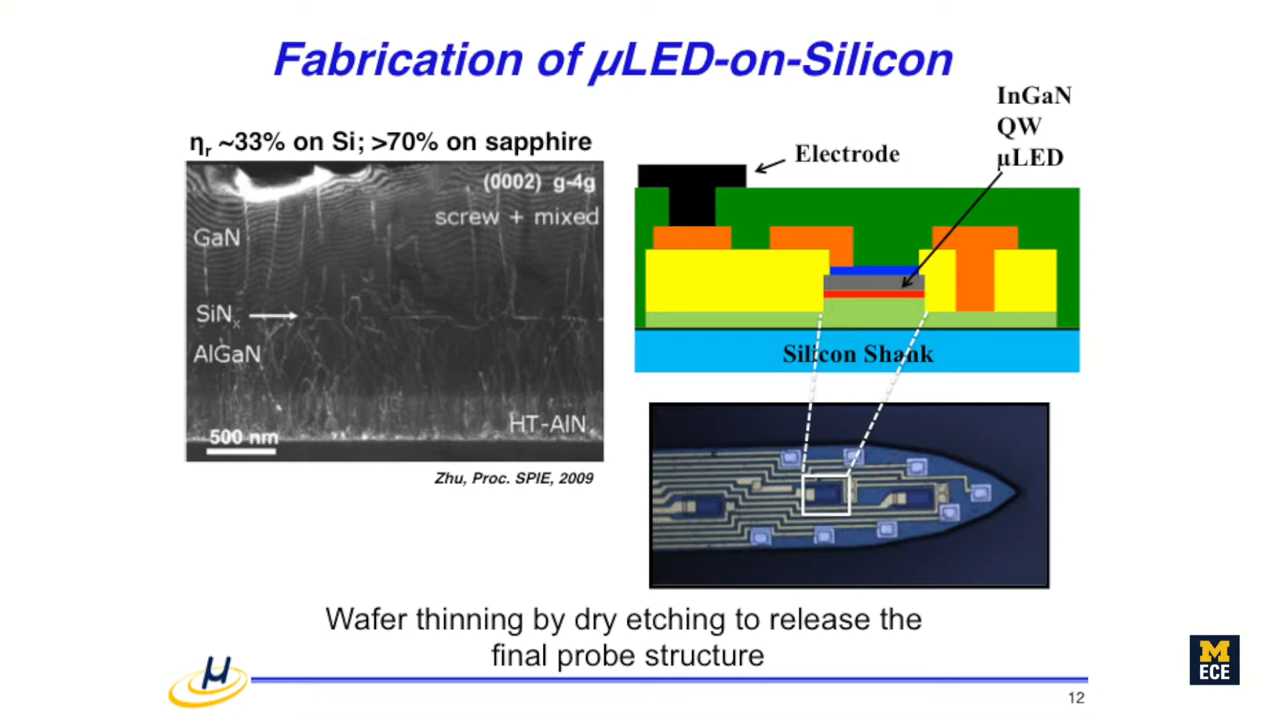 Fabrication of µLED-on-Silicon
ηr ~33% on Si; >70% on sapphire
(0002) g-4g
screw + mixed
GaN
SiNx
AlGaN
HT-AlN
500 nm
Zhu, Proc. SPIE, 2009
InGaN
QW
µLED
Electrode
Silicon Shank
Wafer thinning by dry etching to release the
final probe structure
µ
12
M
ECE